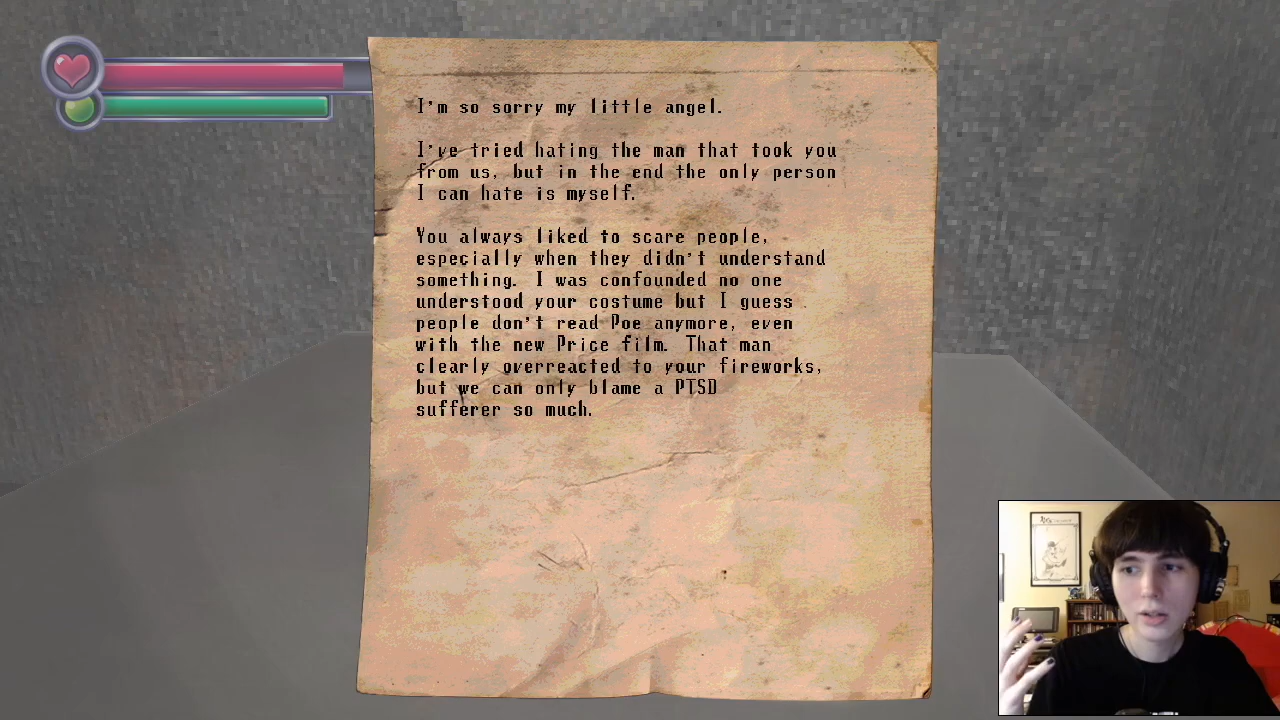 I'm so sorry my little angel.
I've tried hating the man that took you
from us, but in the end the only person
I can hate is myself.
You always liked to scare people,
especially when they didn't understand
something.  I was confounded no one
understood your costume but I guess
people don't read Poe anymore, even
with the new Price film.  That man
clearly overreacted to your fireworks,
but we can only blame a PTSD
sufferer so much.